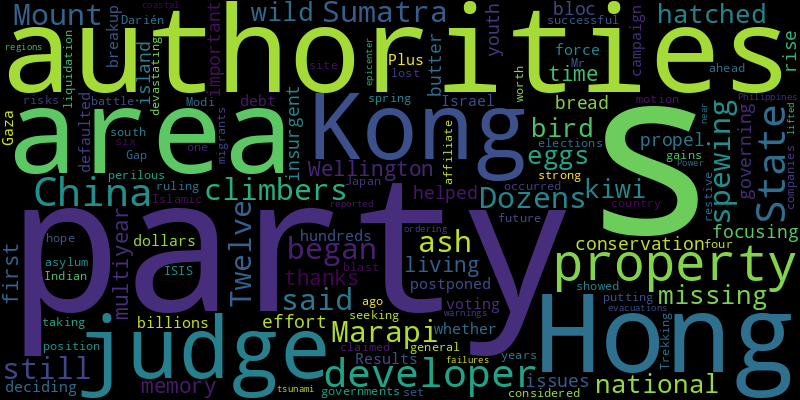 Mount
Darién
breakup
wild
Sumatra
bloc
successful
hatched
coastal
regions
authorities
liquidation
island
devastating
important
butter
youth
Plus
epicenter
site
lost
force
Mr
time
campaign
worth
ahead
rise
Gaza
risks
battle
Modi
debt
migrants
insurgent
spring
Israel
bread
motion
Philippines
near
lifted
area
Kong
s
defaulted
south
Gap
six
one
bird
elections
propel
gains
Power
spewing
governing
State
companies
eggs
affiliate
perilous
Wellington
Japan
strong
occurred
kiwi
country
restive
China
ruling
Islamic
climbers
helped
Dozens
future
focusing
party
reported
ordering
first
hope
asylum
Indian
multiyear
dollars
ISIS
Twelve
began
hundreds
thanks
blast
ash
living
postponed
conservation
four
property
showed
putting
missing
evacuations
taking
position
billions
said
effort
ago
seeking
claimed
Marapi
general
voting
warnings
whether
Hong
Trekking
judge
still
deciding
memory
tsunami
Results
governments
set
developer
failures
years
considered
issues
national